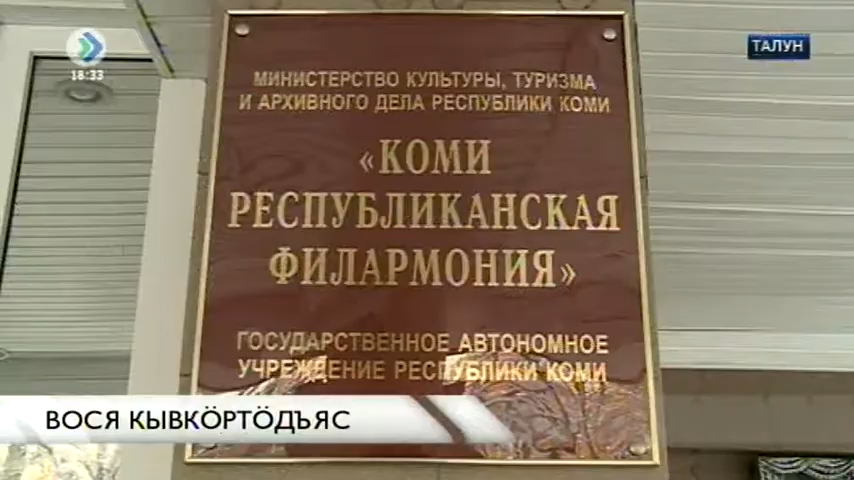 18:33
ТАЛУН
МИНИСТЕРСТВО КУЛЬТУРЫ, ТУРИЗМА
И АРХИВНОГО ДЕЛА РЕСПУБЛИКИ КОМИ
«КОМИ
РЕСПУБЛИКАНСКАЯ
ФИЛАРМОНИЯ»
ГОСУДАРСТВЕННОЕ АВТОНОМНОЕ
УЧРЕЖДЕНИЕ РЕСПУБЛИКИ КОМИ
ВОСЯ КЫВКӦРТӦДЪЯС